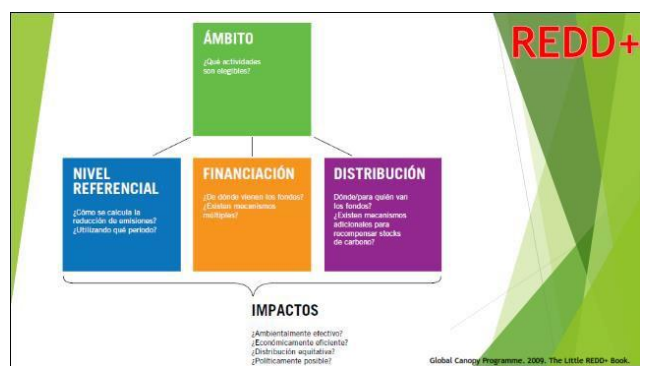 REDD+
ÁMBITO
¿Qué actividades
son elegibles?
NIVEL
REFERENCIAL
¿Cómo se calcula la
reducción de emisiones?
¿Utilizando qué periodo?
FINANCIACIÓN
¿De dónde vienen los fondos?
¿Existen mecanismos
múltiples?
DISTRIBUCIÓN
Dónde/para quién van
los fondos?
¿Existen mecanismos
adicionales para
recompensar stocks
de carbono?
IMPACTOS
¿Ambientalmente efectivo?
¿Económicamente eficiente?
¿Distribución equitativa?
¿Políticamente posible?
Global Canopy Programme. 2009. The Little REDD+ Book.